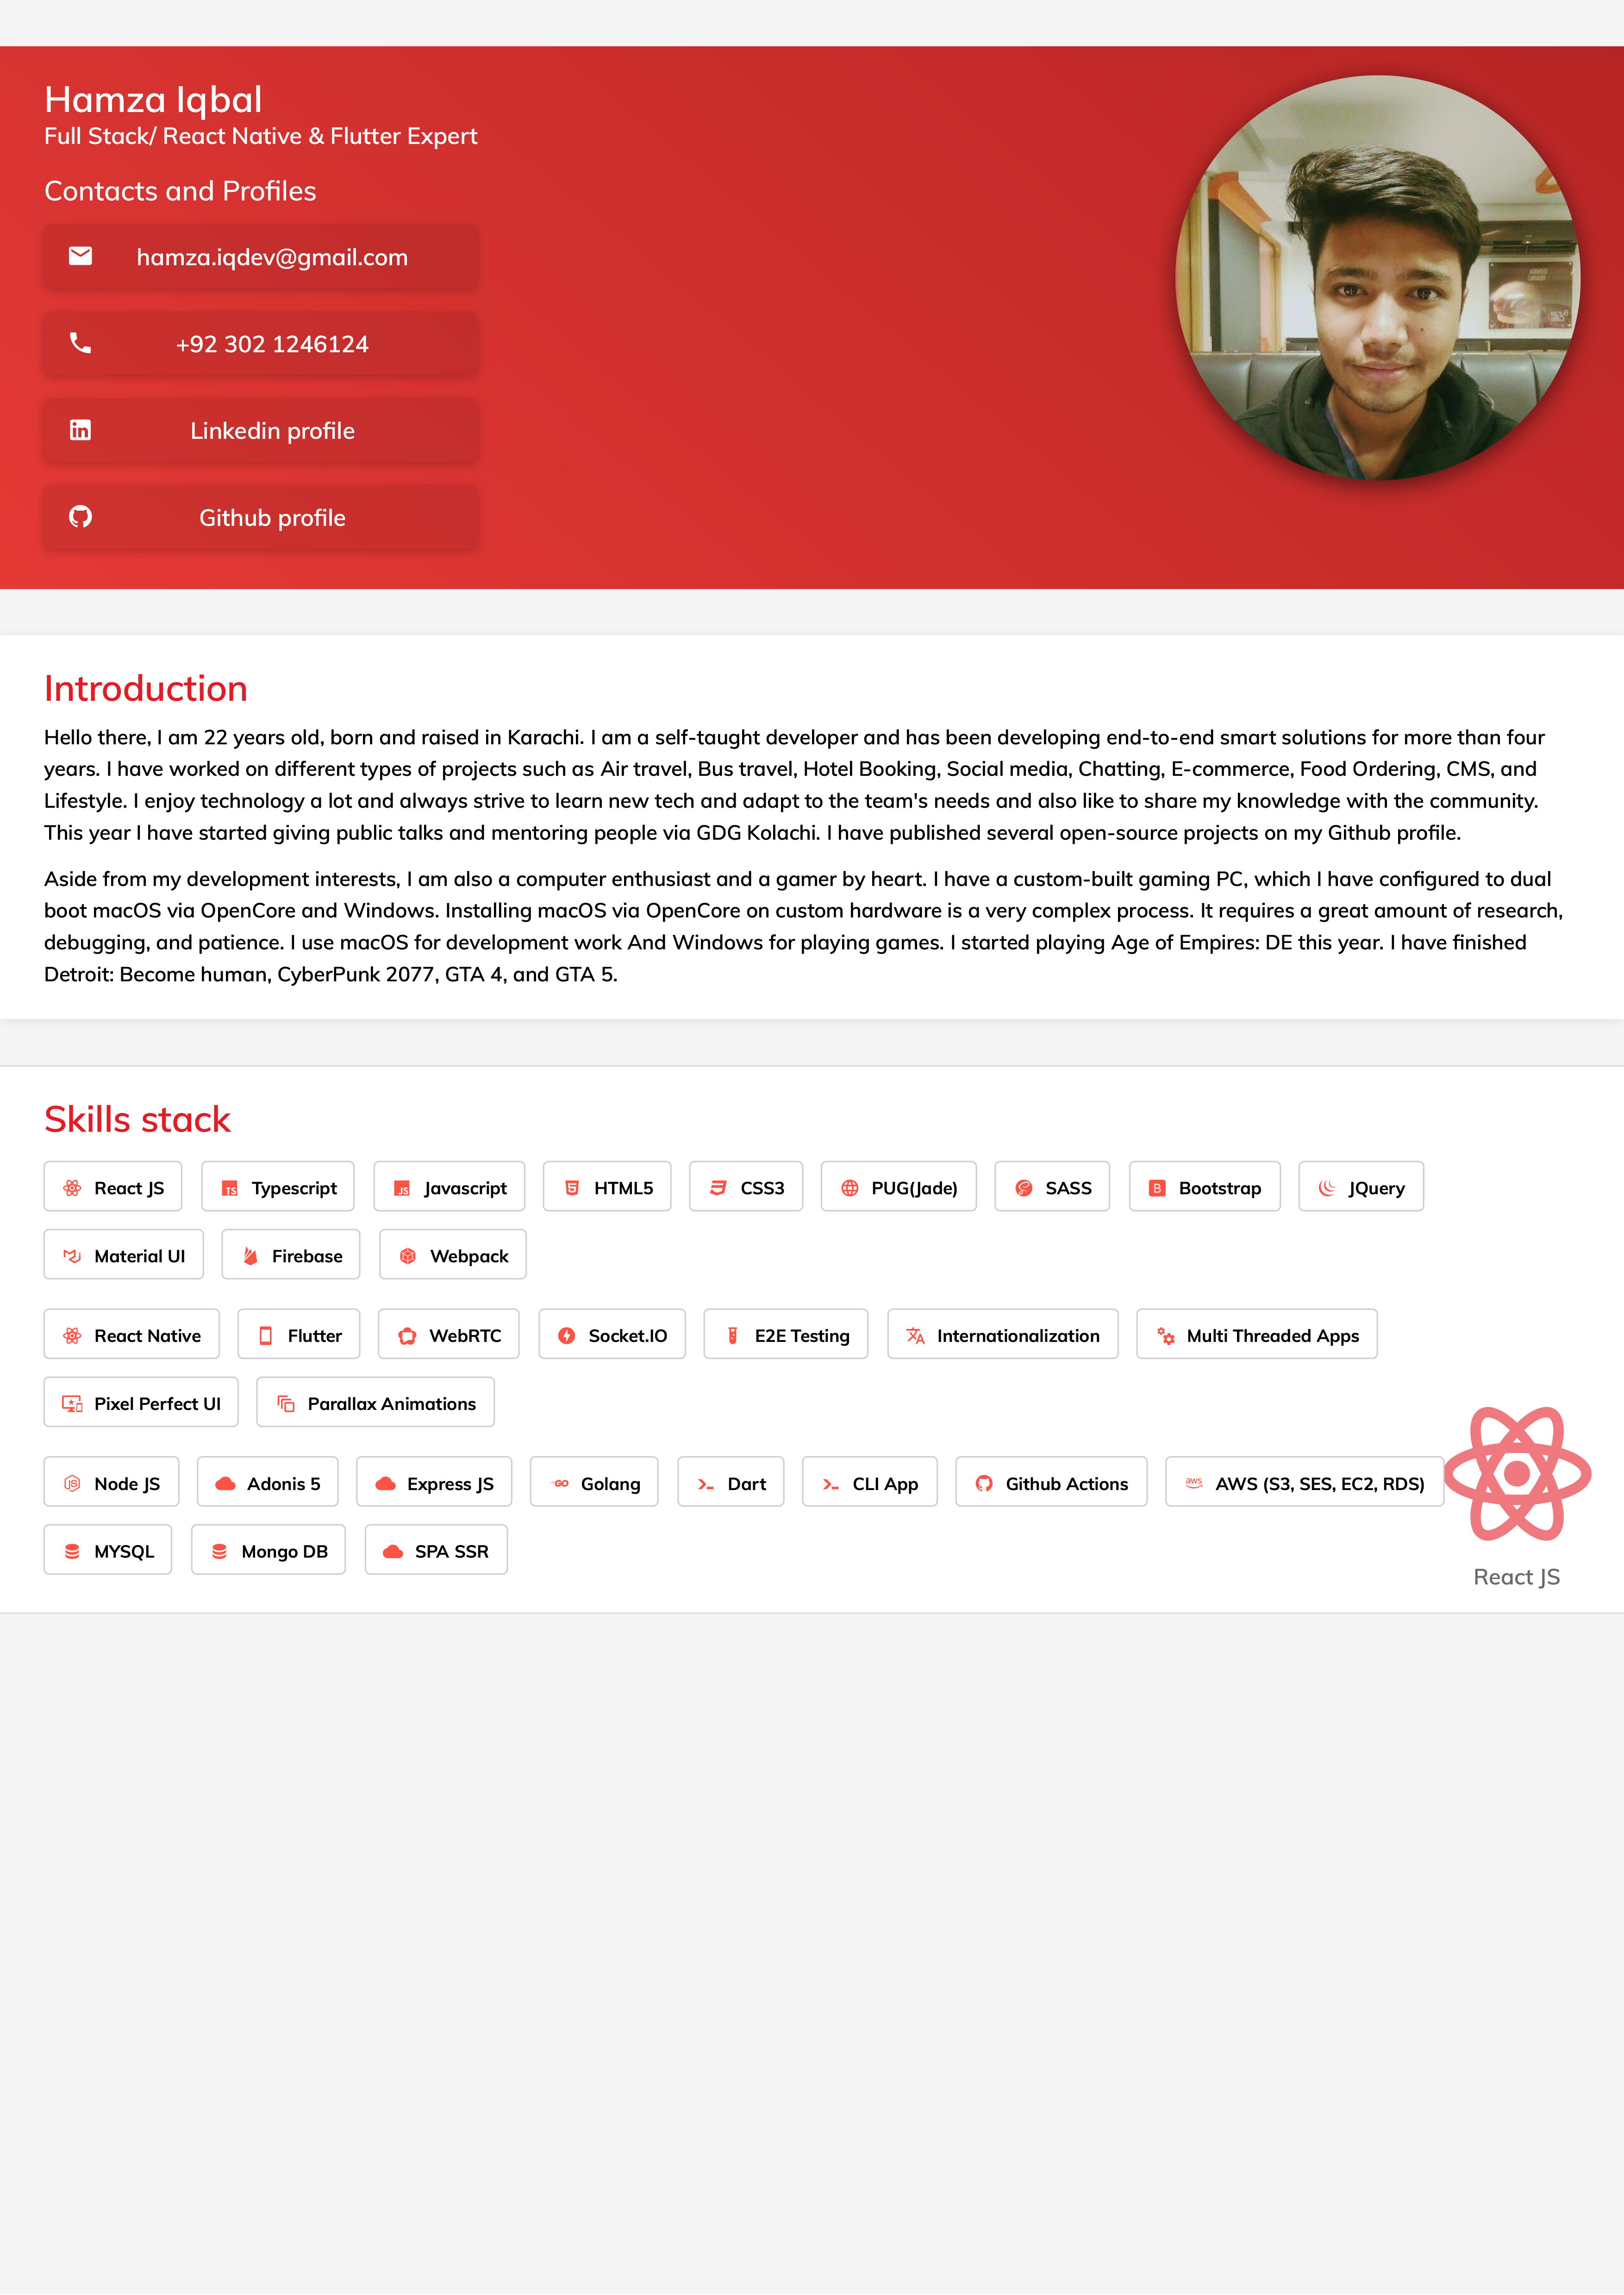 Hamza Iqbal
Full Stack/ React Native & Flutter Expert
Contacts and Profiles
hamza.iqdev@gmail.com
+92 302 1246124
Linkedin profile
Github profile
Introduction
Hello there, I am 22 years old, born and raised in Karachi. I am a self-taught developer and has been developing end-to-end smart solutions for more than four
years. I have worked on different types of projects such as Air travel, Bus travel, Hotel Booking, Social media, Chatting, E-commerce, Food Ordering, CMS, and
Lifestyle. I enjoy technology a lot and always strive to learn new tech and adapt to the team's needs and also like to share my knowledge with the community.
This year I have started giving public talks and mentoring people via GDG Kolachi. I have published several open-source projects on my Github profile.
Aside from my development interests, I am also a computer enthusiast and a gamer by heart. I have a custom-built gaming PC, which I have configured to dual
boot macOS via OpenCore and Windows. Installing macOS via OpenCore on custom hardware is a very complex process. It requires a great amount of research,
debugging, and patience. I use macOS for development work And Windows for playing games. I started playing Age of Empires: DE this year. I have finished
Detroit: Become human, CyberPunk 2077, GTA 4, and GTA 5.
Skills stack
React JS Typescript Javascript HTML5 CSS3 PUG(Jade) SASS Bootstrap JQuery
Material UI Firebase Webpack
React Native Flutter WebRTC Socket.IO E2E Testing Internationalization Multi Threaded Apps
Pixel Perfect UI Parallax Animations
Node JS Adonis 5 Express JS Golang Dart CLI App Github Actions AWS (S3, SES, EC2, RDS)
MYSQL Mongo DB SPA SSR
React JS